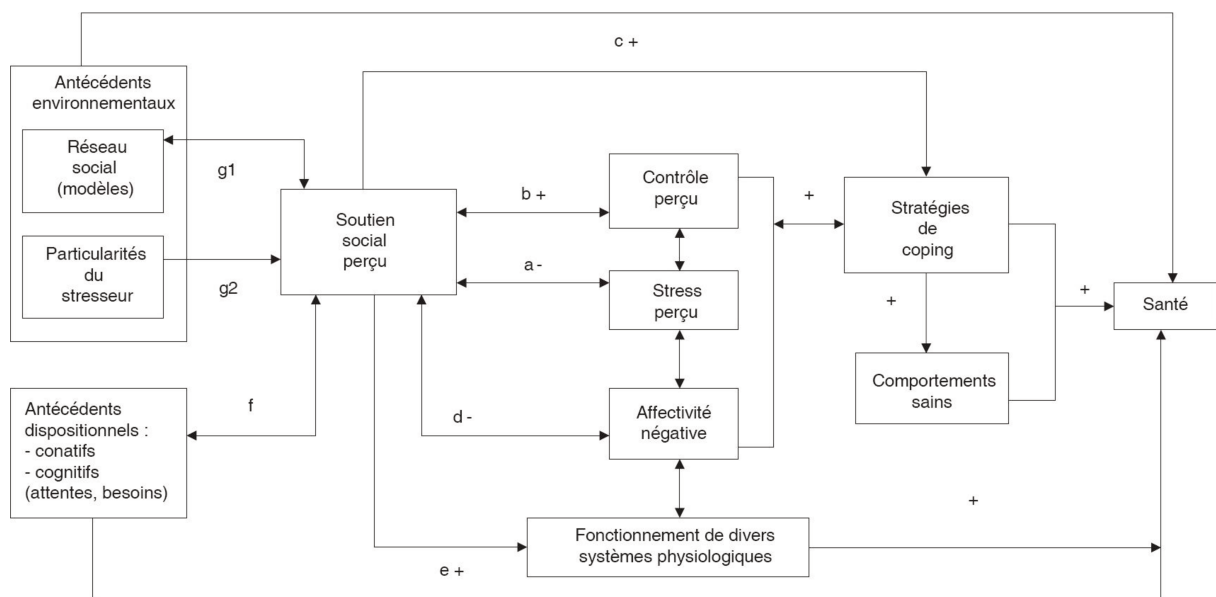 c +
Antécédents
environnementaux
Réseau
social
(modèles)
g1
Particularités
du
stresseur
g2
Soutien
social
perçu
b +
a -
Contrôle
perçu
Stress
perçu
+
Stratégies
de
coping
+
+
Santé
Comportements
sains
Antécédents
dispositionnels :
- conatifs
- cognitifs
(attentes, besoins)
f
d -
Affectivité
négative
+
Fonctionnement de divers
systèmes physiologiques
e +